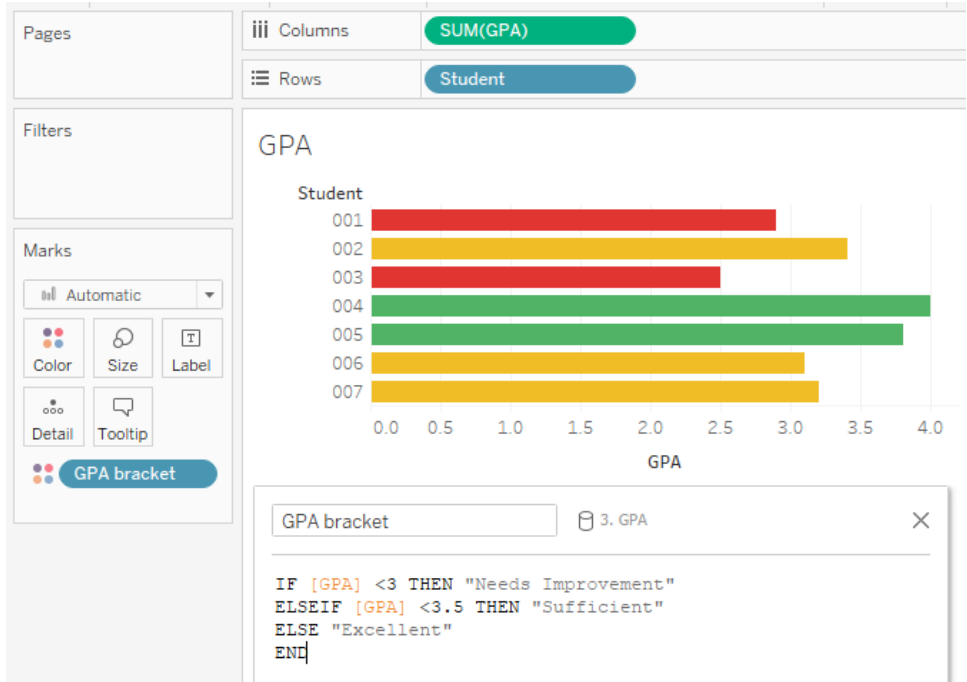 Pages
Columns
SUM(GPA)
Rows
Student
Filters
Marks
Automatic
Color
Size
Label
Detail
Tooltip
GPA bracket
GPA
Student
001
002
003
004
005
006
007
0.0 0.5 1.0 1.5 2.0 2.5 3.0 3.5 4.0
GPA
GPA bracket
3. GPA
IF [GPA] <3 THEN "Needs Improvement"
ELSEIF [GPA] <3.5 THEN "Sufficient"
ELSE "Excellent"
END